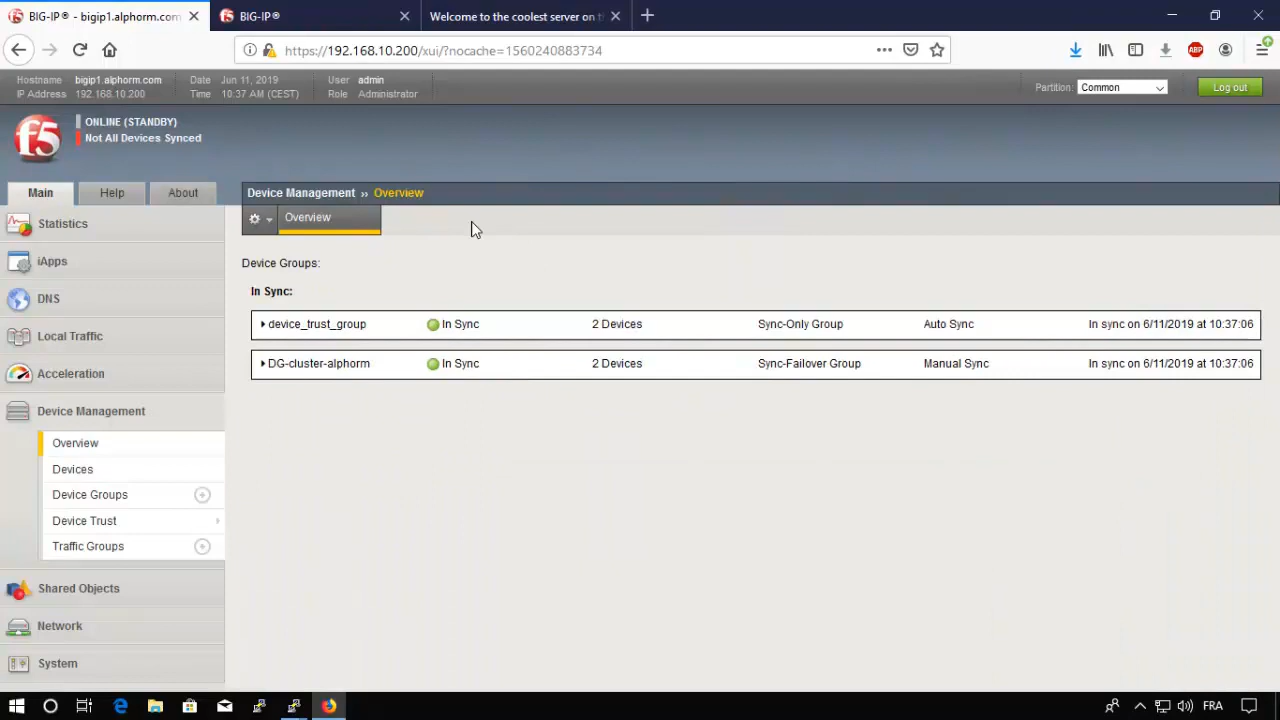 BIG-IP® - bigip1.alphorm.com
BIG-IP®
Welcome to the coolest server on t
https://192.168.10.200/xui/?nocache=1560240883734
ABP
Hostname bigip1.alphorm.com Date Jun 11, 2019 User admin
IP Address 192.168.10.200 Time 10:37 AM (CEST) Role Administrator
Partition: Common
Log out
f5
ONLINE (STANDBY)
Not All Devices Synced
Main
Help
About
Device Management ›› Overview
Overview
Statistics
iApps
DNS
Local Traffic
Acceleration
Device Management
Overview
Devices
Device Groups
Device Trust
Traffic Groups
Shared Objects
Network
System
Device Groups:
In Sync:
device_trust_group In Sync 2 Devices Sync-Only Group Auto Sync In sync on 6/11/2019 at 10:37:06
DG-cluster-alphorm In Sync 2 Devices Sync-Failover Group Manual Sync In sync on 6/11/2019 at 10:37:06
FRA